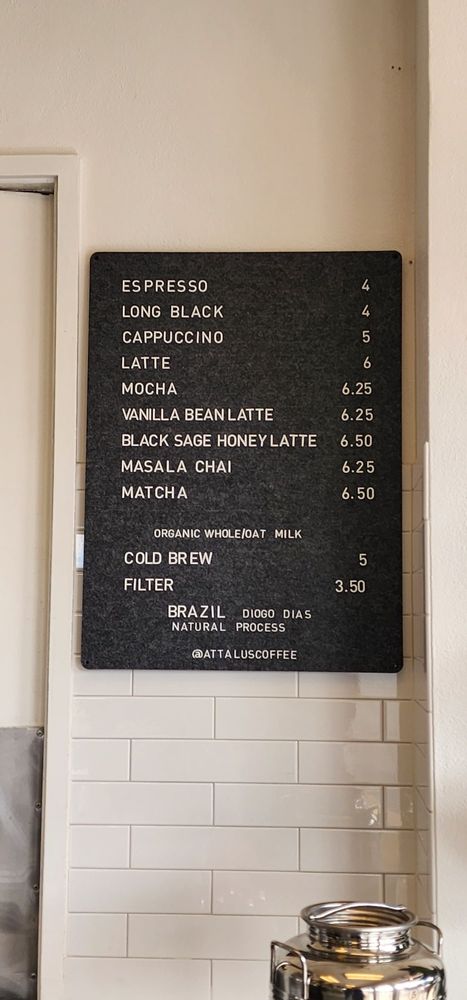 ESPRESSO 4
LONG BLACK 4
CAPPUCCINO 5
LATTE 6
MOCHA 6.25
VANILLA BEAN LATTE 6.25
BLACK SAGE HONEY LATTE 6.50
MASALA CHAI 6.25
MATCHA 6.50
ORGANIC WHOLE/OAT MILK
COLD BREW 5
FILTER 3.50
BRAZIL DIOGO DIAS
NATURAL PROCESS
@ATTALUSCOFFEE